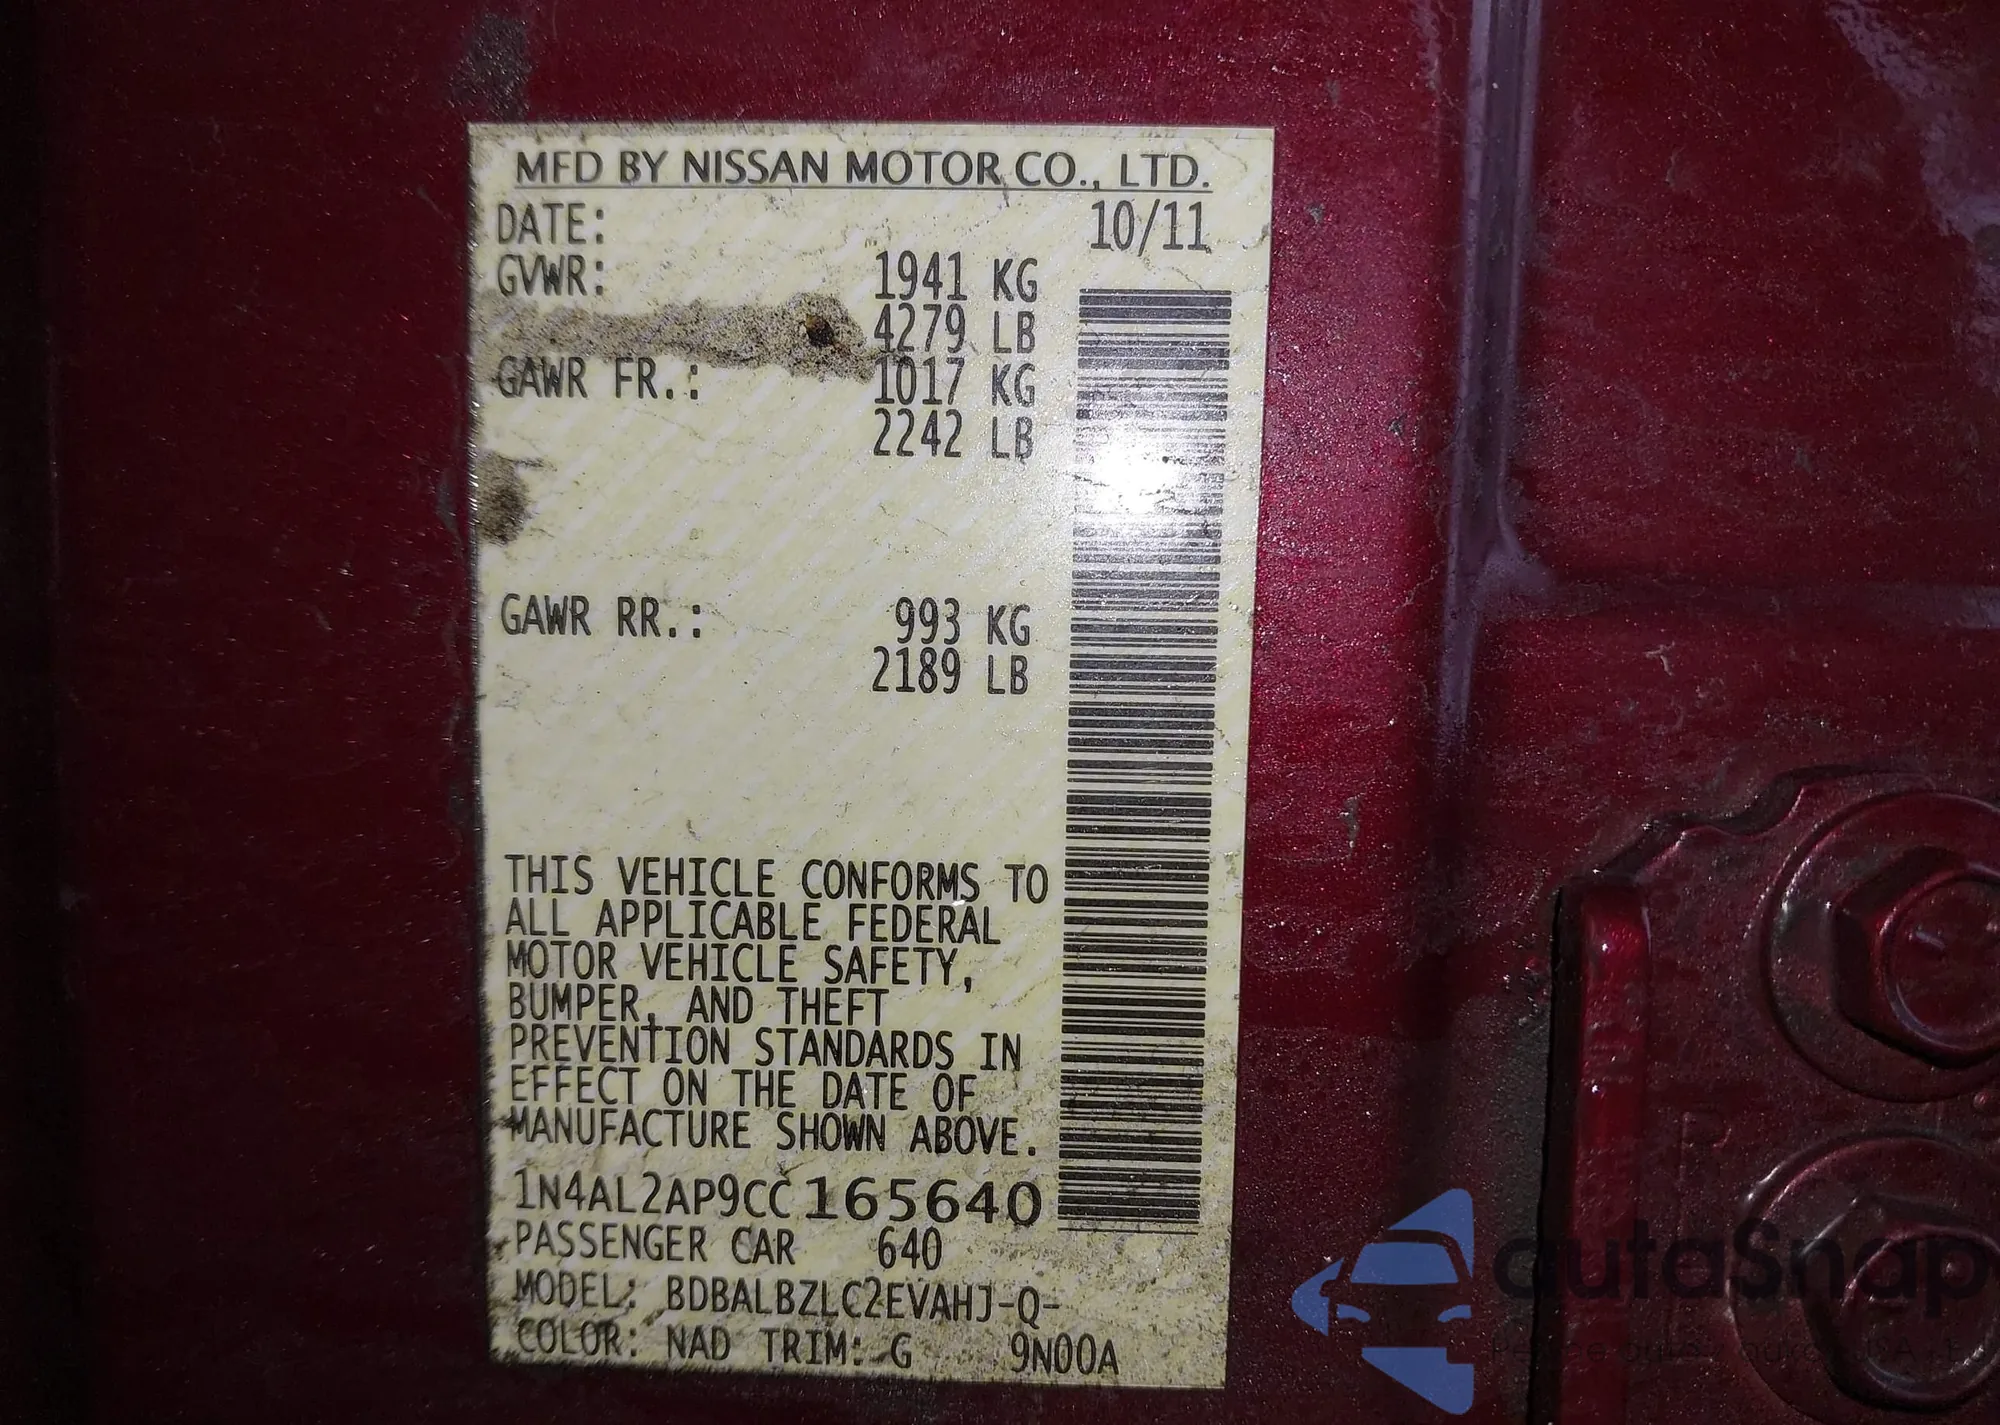 MFD BY NISSAN MOTOR CO., LTD.
DATE: 10/11
GVWR: 1941 KG
4279 LB
GAWR FR.: 1017 KG
2242 LB
GAWR RR.: 993 KG
2189 LB
THIS VEHICLE CONFORMS TO
ALL APPLICABLE FEDERAL
MOTOR VEHICLE SAFETY,
BUMPER, AND THEFT
PREVENTION STANDARDS IN
EFFECT ON THE DATE OF
MANUFACTURE SHOWN ABOVE.
1N4AL2AP9CC165640
PASSENGER CAR 640
MODEL: BDBALBZLC2EVAHJ-Q-
COLOR: NAD TRIM: G 9N00A
autaSnap